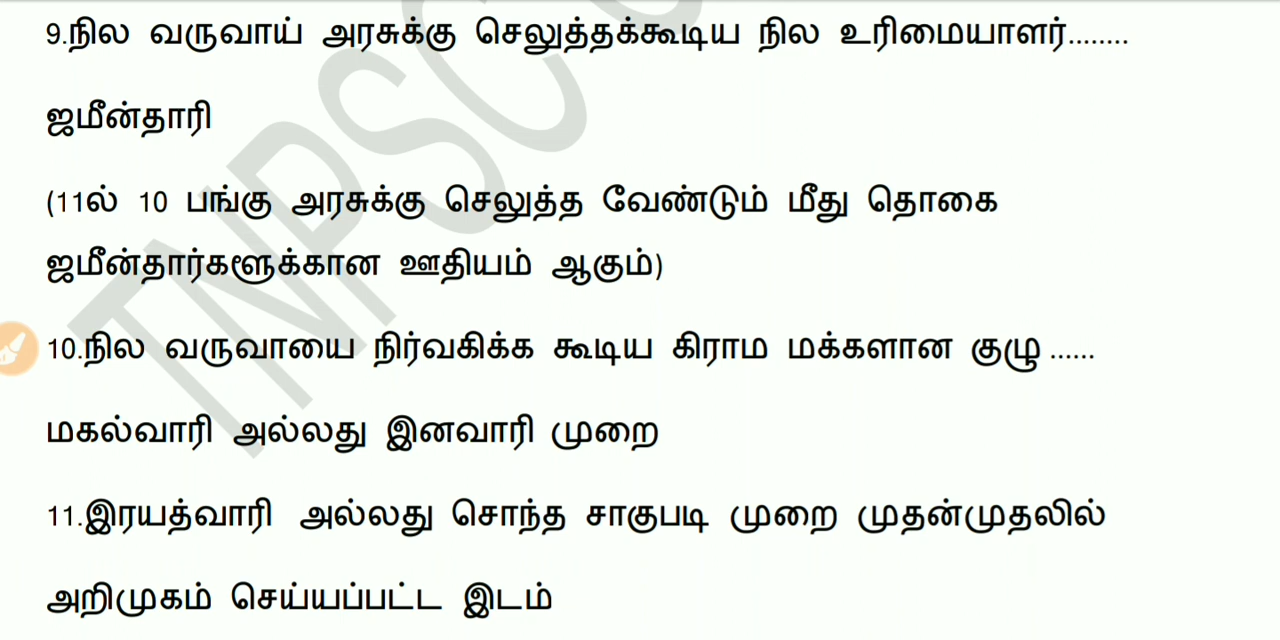 9.நில வருவாய் அரசுக்கு செலுத்தக்கூடிய நில உரிமையாளர்........
ஜமீன்தாரி
(11ல் 10 பங்கு அரசுக்கு செலுத்த வேண்டும் மீது தொகை
ஜமீன்தார்களுக்கான ஊதியம் ஆகும்)
10.நில வருவாயை நிர்வகிக்க கூடிய கிராம மக்களான குழு ......
மகல்வாரி அல்லது இனவாரி முறை
11.இரயத்வாரி அல்லது சொந்த சாகுபடி முறை முதன்முதலில்
அறிமுகம் செய்யப்பட்ட இடம்
TNPSC